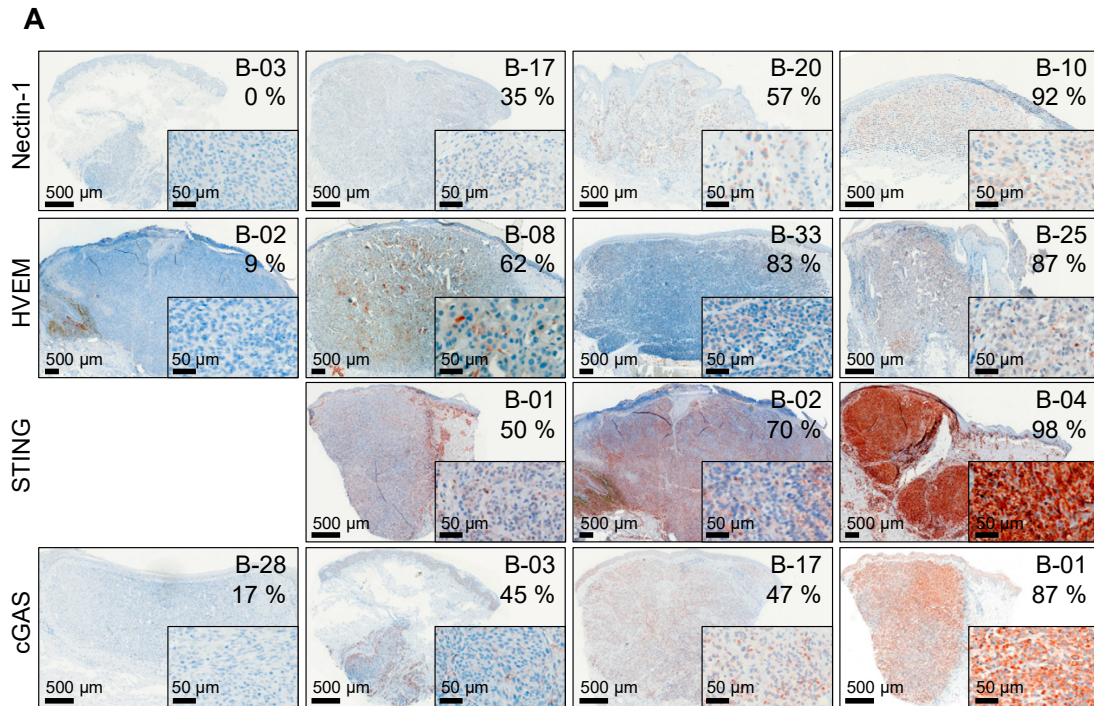 A
Nectin-1
B-03
0 %
500 µm
50 µm
B-17
35 %
500 µm
50 µm
B-20
57 %
500 µm
50 µm
B-10
92 %
500 µm
50 µm
HVEM
B-02
9 %
500 µm
50 µm
B-08
62 %
500 µm
50 µm
B-33
83 %
500 µm
50 µm
B-25
87 %
500 µm
50 µm
STING
B-01
50 %
500 µm
50 µm
B-02
70 %
500 µm
50 µm
B-04
98 %
500 µm
50 µm
cGAS
B-28
17 %
500 µm
50 µm
B-03
45 %
500 µm
50 µm
B-17
47 %
500 µm
50 µm
B-01
87 %
500 µm
50 µm